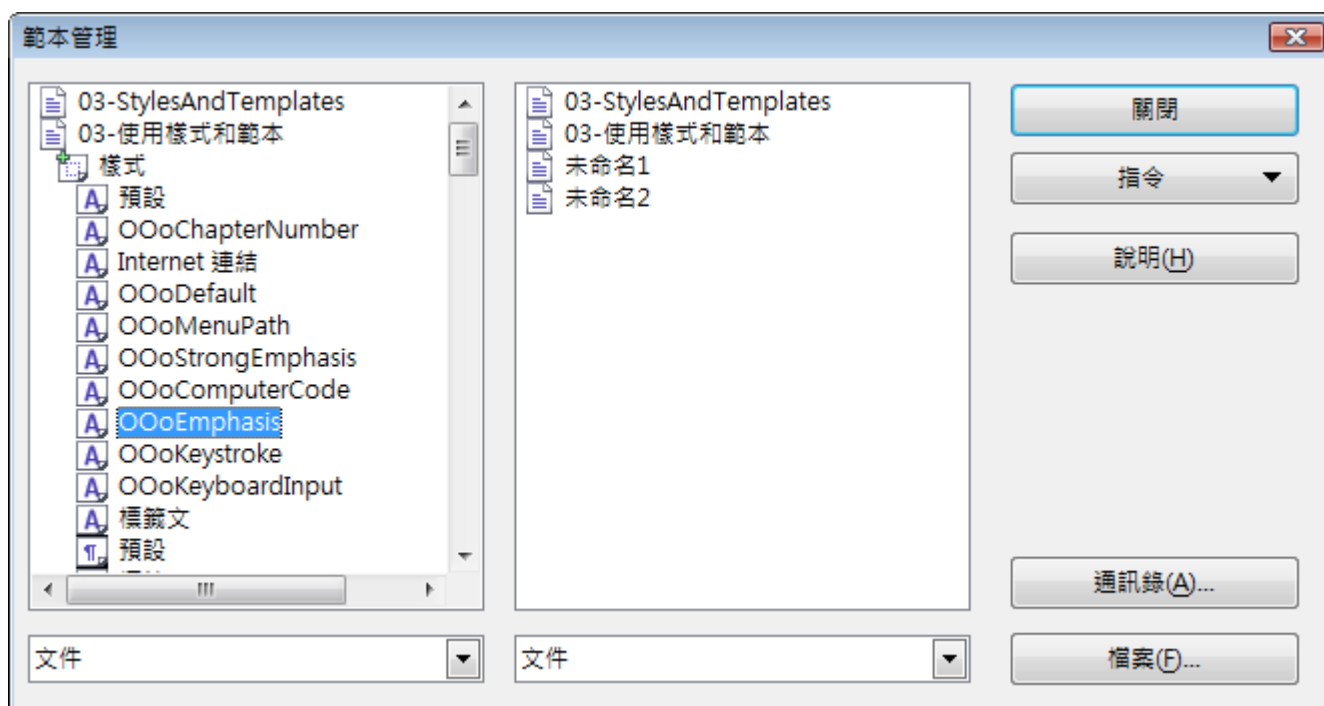 範本管理
03-StylesAndTemplates
03-使用樣式和範本
樣式
預設
OOoChapterNumber
Internet 連結
OOoDefault
OOoMenuPath
OOoStrongEmphasis
OOoComputerCode
OOoEmphasis
OOoKeystroke
OOoKeyboardInput
標籤文
預設
文件
03-StylesAndTemplates
03-使用樣式和範本
未命名1
未命名2
文件
關閉
指令
說明(H)
通訊錄(A)...
檔案(F)...